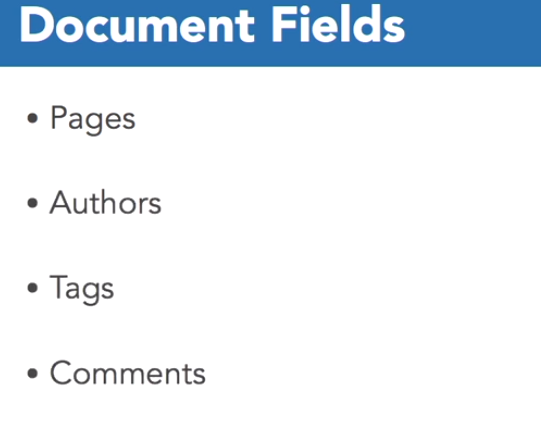 Document Fields
• Pages
• Authors
• Tags
• Comments